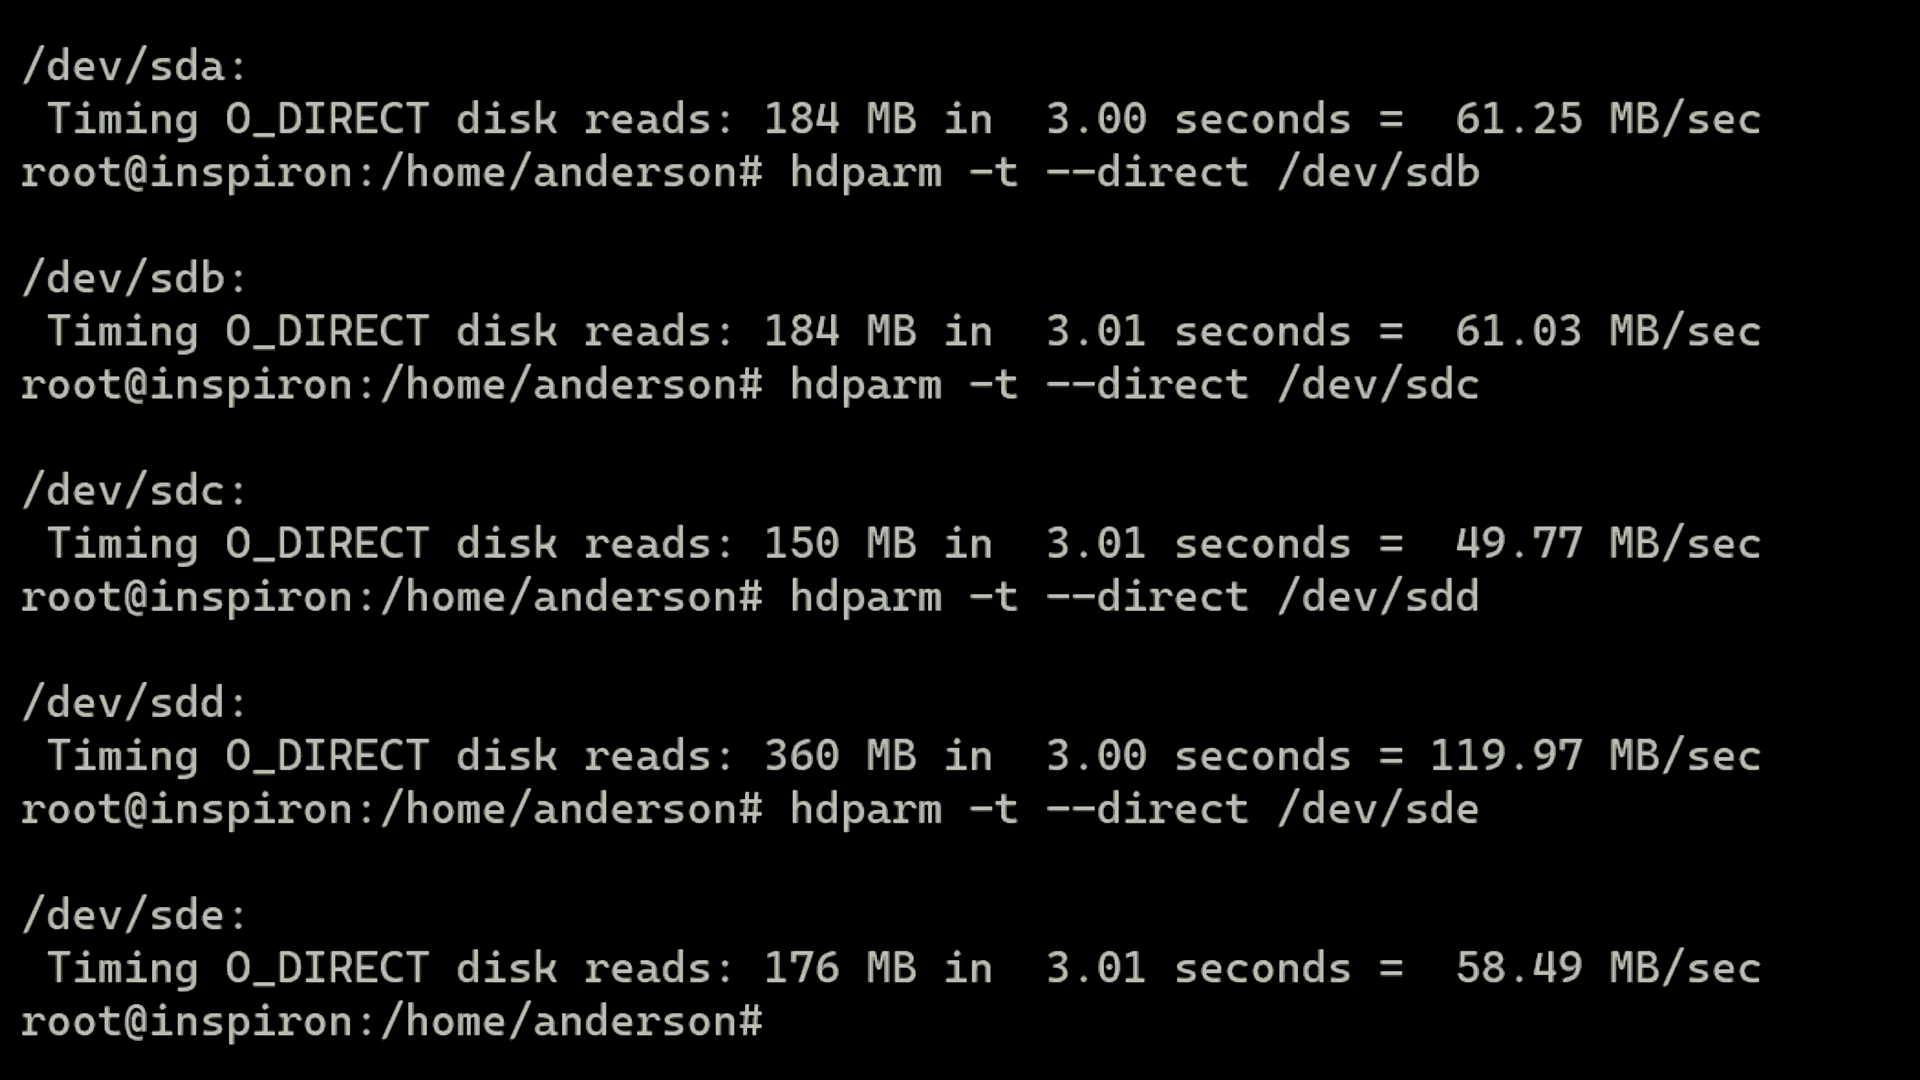 /dev/sda:
 Timing O_DIRECT disk reads: 184 MB in  3.00 seconds =  61.25 MB/sec
root@inspiron:/home/anderson# hdparm -t --direct /dev/sdb

/dev/sdb:
 Timing O_DIRECT disk reads: 184 MB in  3.01 seconds =  61.03 MB/sec
root@inspiron:/home/anderson# hdparm -t --direct /dev/sdc

/dev/sdc:
 Timing O_DIRECT disk reads: 150 MB in  3.01 seconds =  49.77 MB/sec
root@inspiron:/home/anderson# hdparm -t --direct /dev/sdd

/dev/sdd:
 Timing O_DIRECT disk reads: 360 MB in  3.00 seconds = 119.97 MB/sec
root@inspiron:/home/anderson# hdparm -t --direct /dev/sde

/dev/sde:
 Timing O_DIRECT disk reads: 176 MB in  3.01 seconds =  58.49 MB/sec
root@inspiron:/home/anderson#